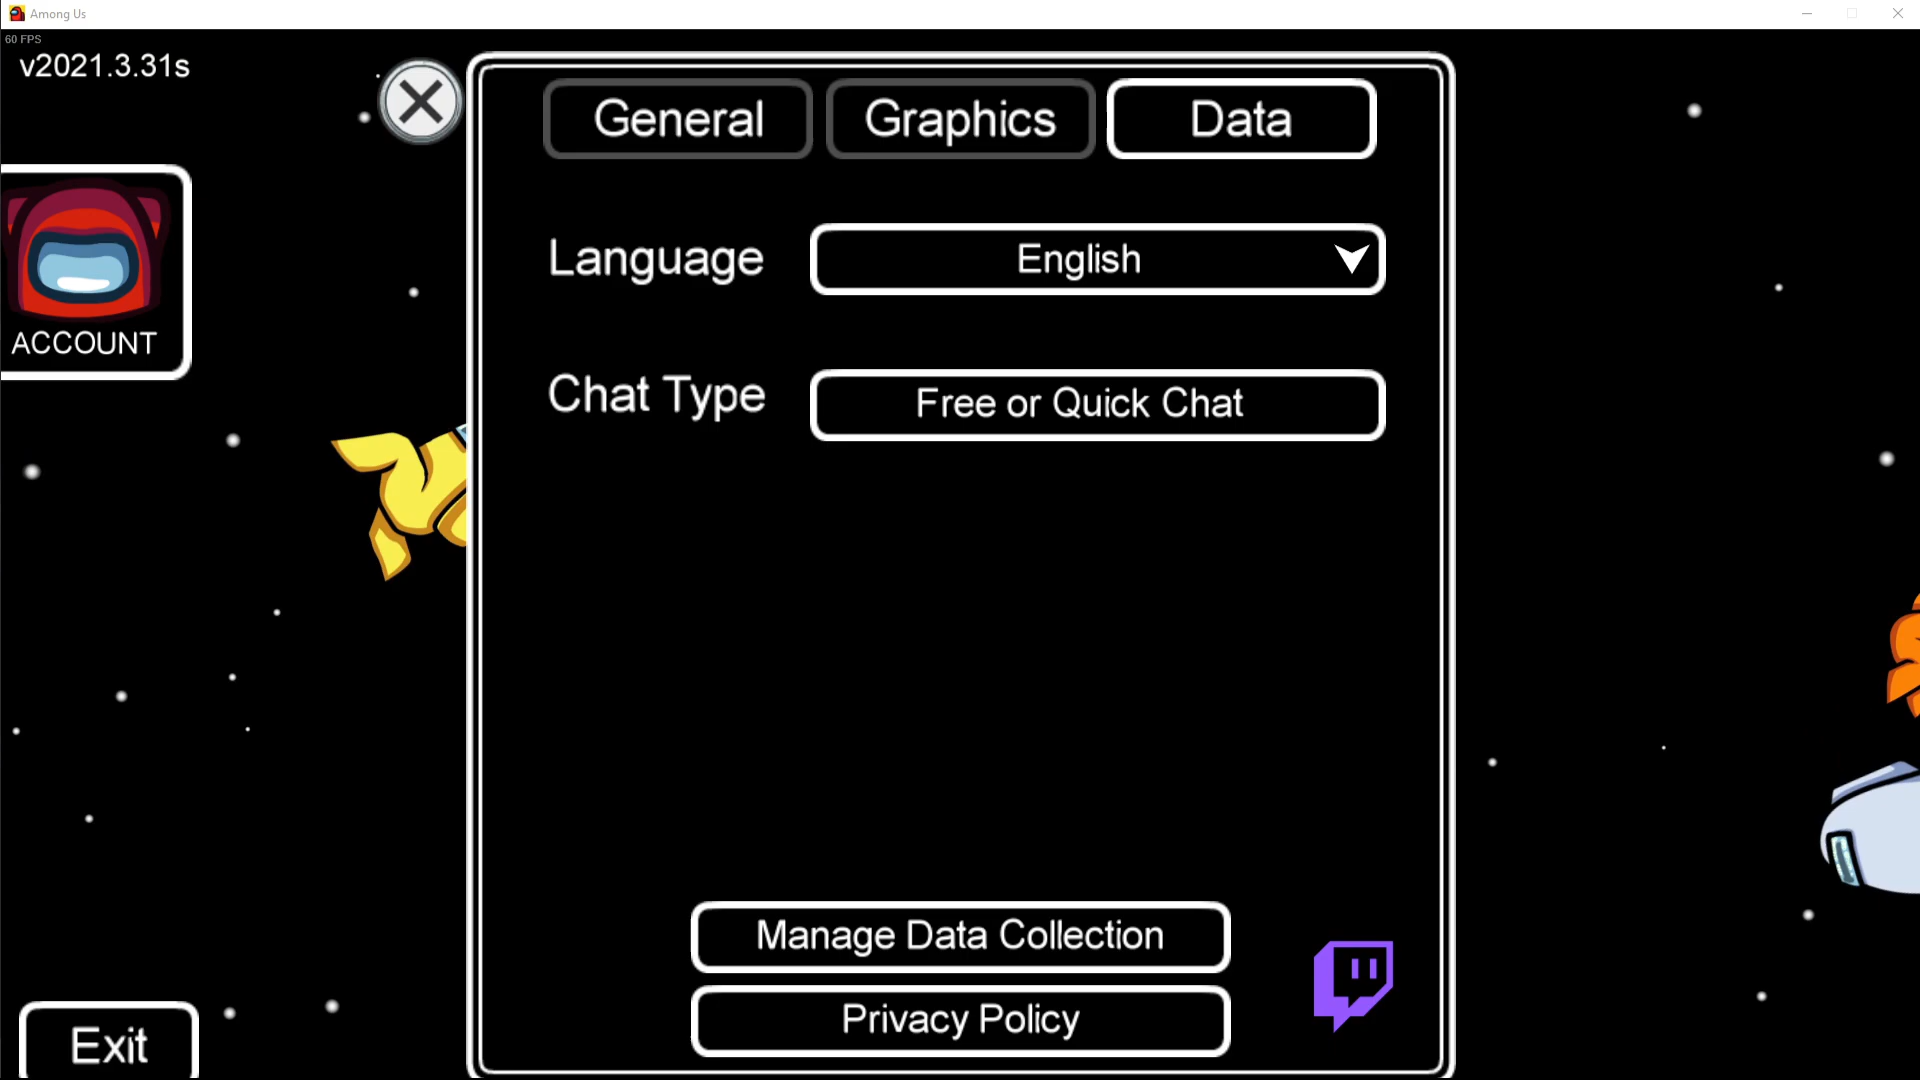 Among Us
60 FPS
v2021.3.31s
General
Graphics
Data
ACCOUNT
Language
English
Chat Type
Free or Quick Chat
Manage Data Collection
Privacy Policy
Exit